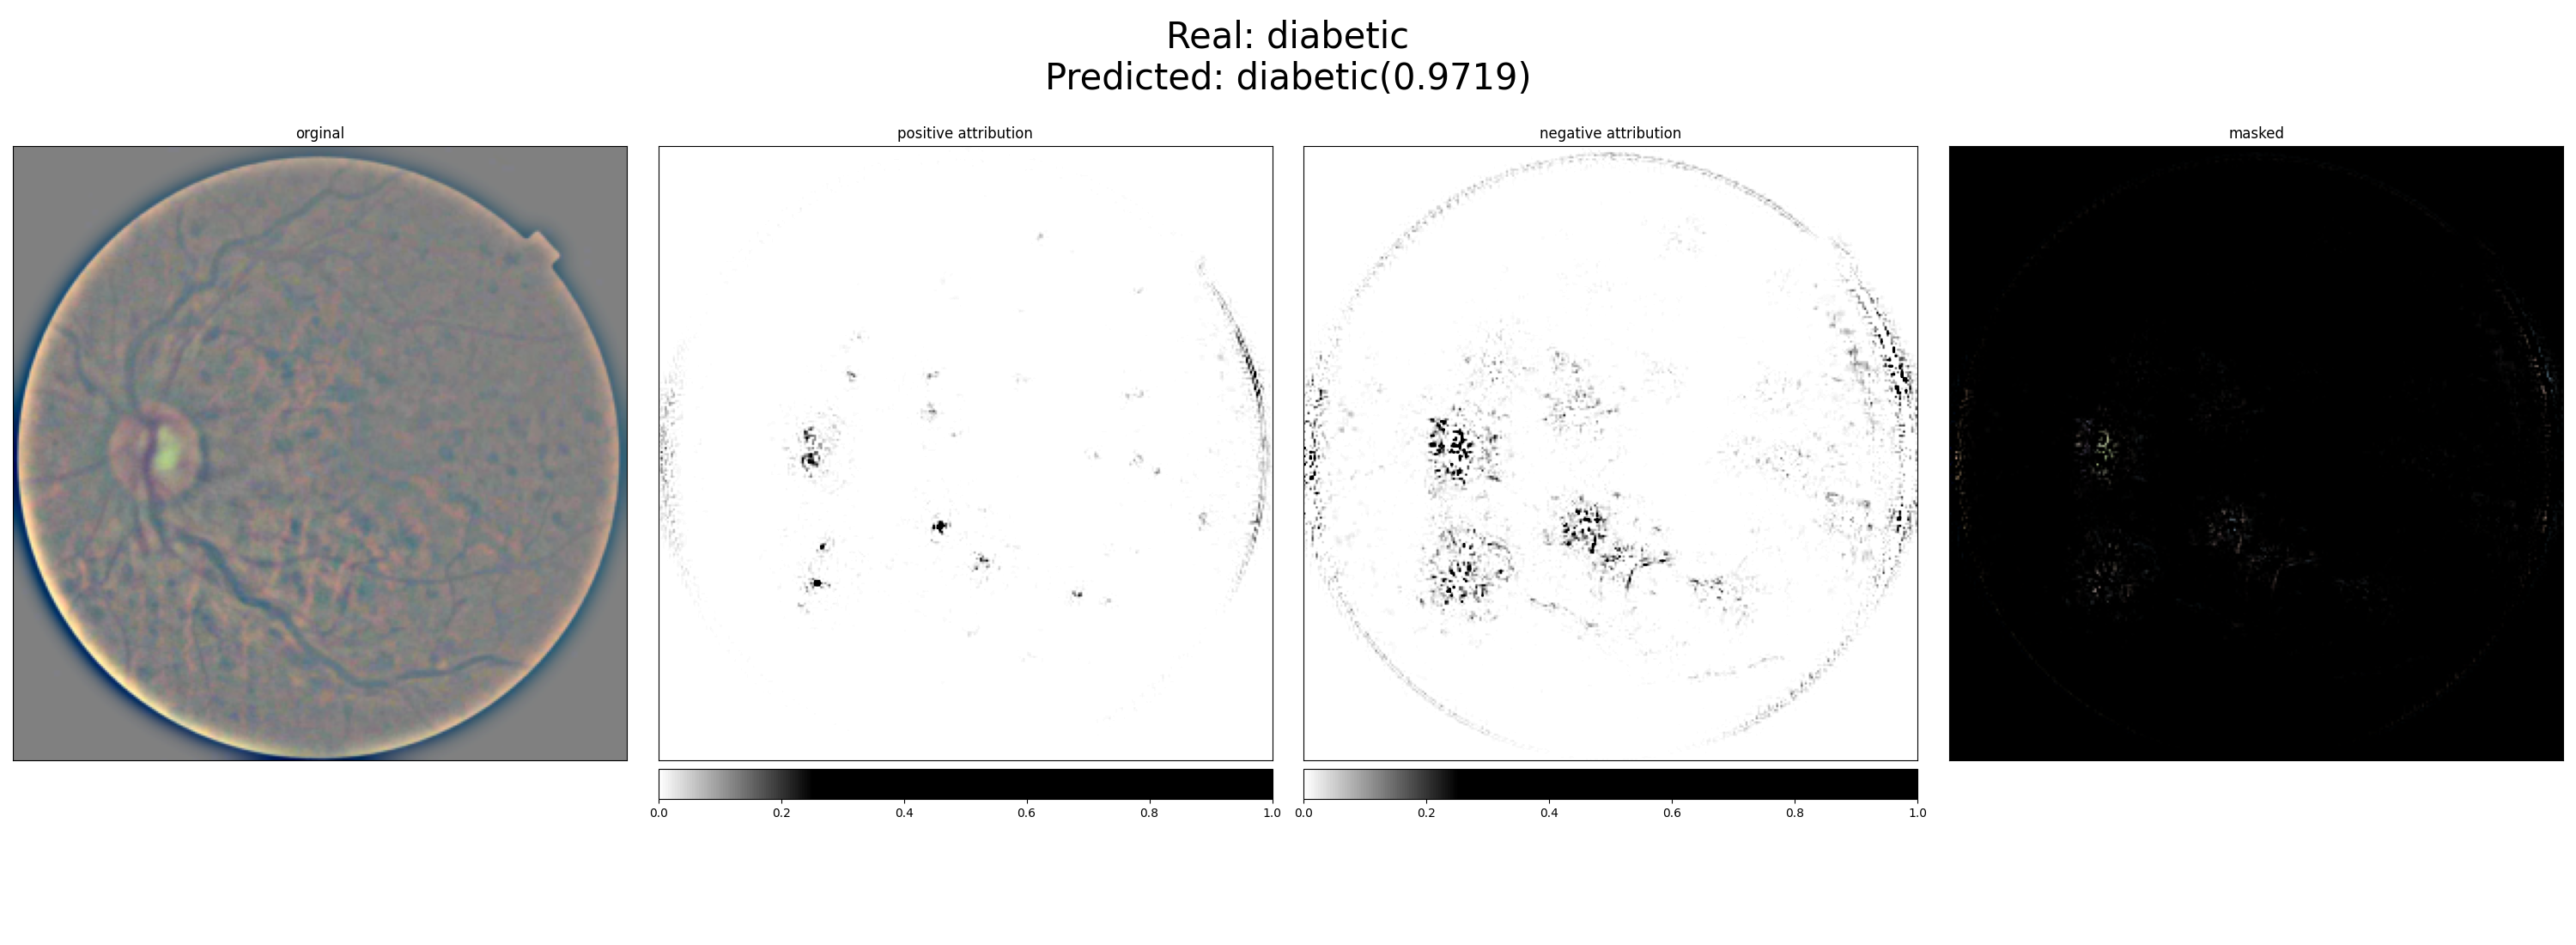 Real: diabetic
Predicted: diabetic(0.9719)
orginal
positive attribution
negative attribution
masked
0.0 0.2 0.4 0.6 0.8 1.0
0.0 0.2 0.4 0.6 0.8 1.0